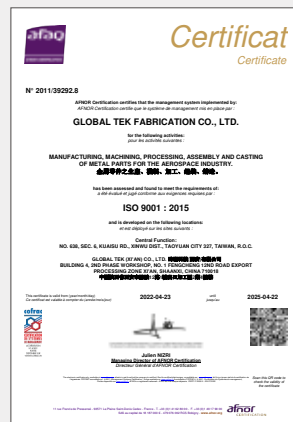 afaq
Certificat
Certificate
N° 2011/39292.8
AFNOR Certification certifies that the management system implemented by:
AFNOR Certification certifie que le système de management mis en place par :
GLOBAL TEK FABRICATION CO., LTD.
for the following activities:
pour les activités suivantes :
MANUFACTURING, MACHINING, PROCESSING, ASSEMBLY AND CASTING
OF METAL PARTS FOR THE AEROSPACE INDUSTRY.
has been assessed and found to meet the requirements of:
a été évalué et jugé conforme aux exigences requises par :
ISO 9001 : 2015
and is developed on the following locations:
et est déployé sur les sites suivants :
Central Function:
NO. 638, SEC. 6, KUAISU RD., XINWU DIST., TAOYUAN CITY 327, TAIWAN, R.O.C.
GLOBAL TEK (XI'AN) CO., LTD.
BUILDING 4, 2ND PHASE WORKSHOP, NO. 1 FENGCHENG 12ND ROAD EXPORT
PROCESSING ZONE XI'AN, SHAANXI, CHINA 710018
This certificate is valid from (year/month/day)
Ce certificat est valable à compter du (année/mois/jour)
2022-04-23
until
jusqu'au
2025-04-22
cofrac
Julien NIZRI
Managing Director of AFNOR Certification
Directeur Général d'AFNOR Certification
Scan this QR code to
check the validity of
the certificate
afnor
CERTIFICATION